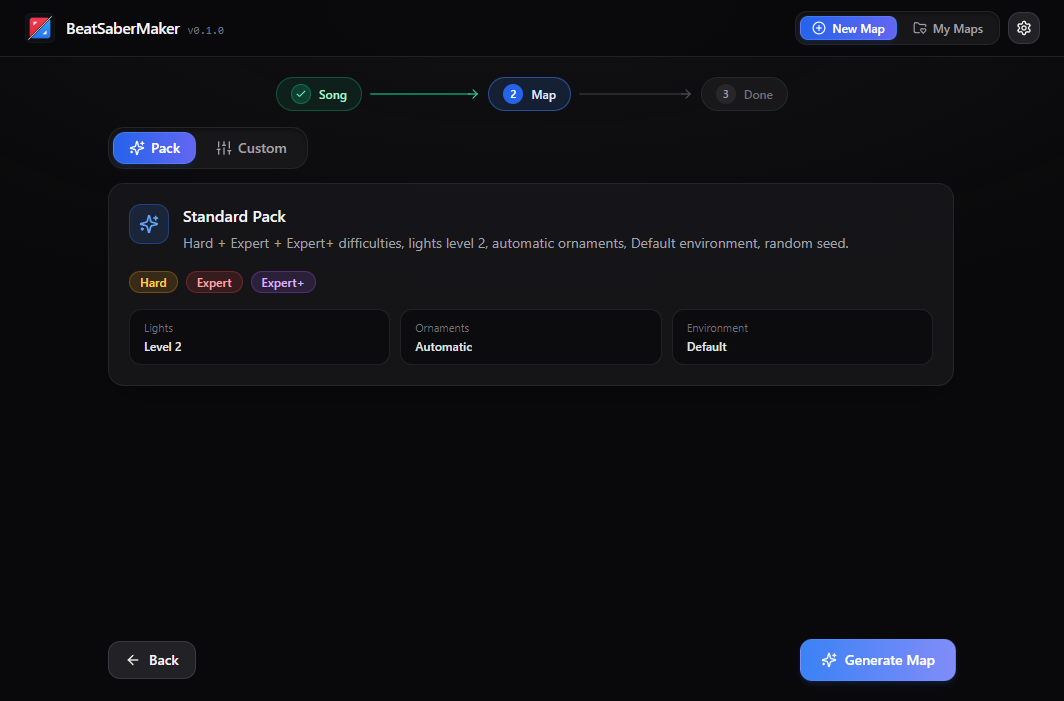 BeatSaberMaker v0.1.0
New Map
My Maps
Song
2 Map
3 Done
Pack
Custom
Standard Pack
Hard + Expert + Expert+ difficulties, lights level 2, automatic ornaments, Default environment, random seed.
Hard
Expert
Expert+
Lights
Level 2
Ornaments
Automatic
Environment
Default
Back
Generate Map